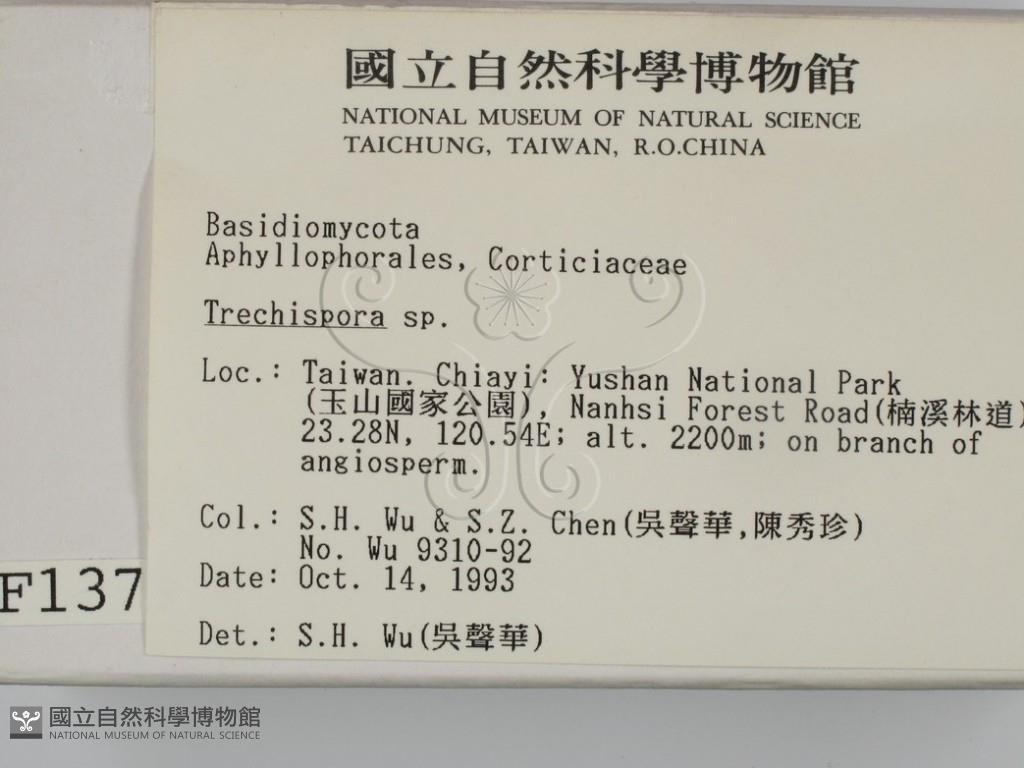 國立自然科學博物館
NATIONAL MUSEUM OF NATURAL SCIENCE
TAICHUNG, TAIWAN, R.O.CHINA
Basidiomycota
Aphyllophorales, Corticiaceae
Trechispora sp.
Loc.: Taiwan. Chiayi: Yushan National Park
(玉山國家公園), Nanhsi Forest Road(楠溪林道)
23.28N, 120.54E; alt. 2200m; on branch of
angiosperm.
Col.: S.H. Wu & S.Z. Chen(吳聲華,陳秀珍)
No. Wu 9310-92
Date: Oct. 14, 1993
Det.: S.H. Wu(吳聲華)
F137
國立自然科學博物館
NATIONAL MUSEUM OF NATURAL SCIENCE